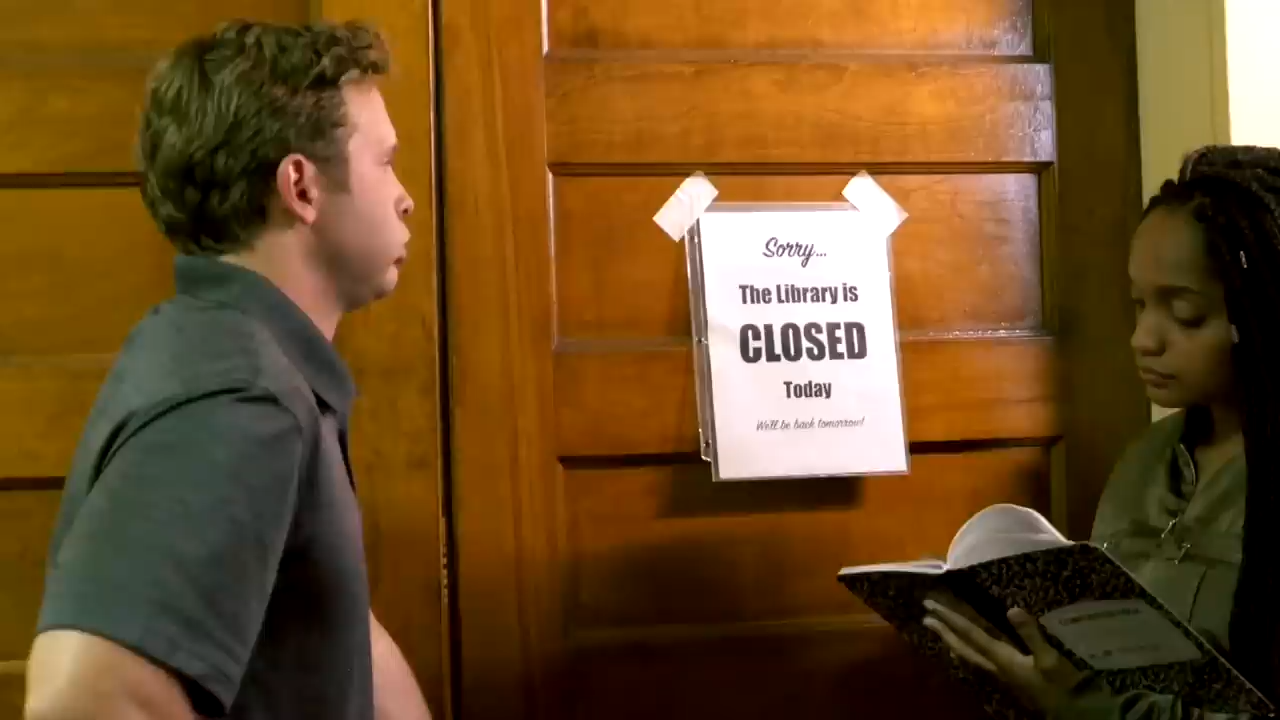 Sorry...
The Library is
CLOSED
Today
We'll be back tomorrow!